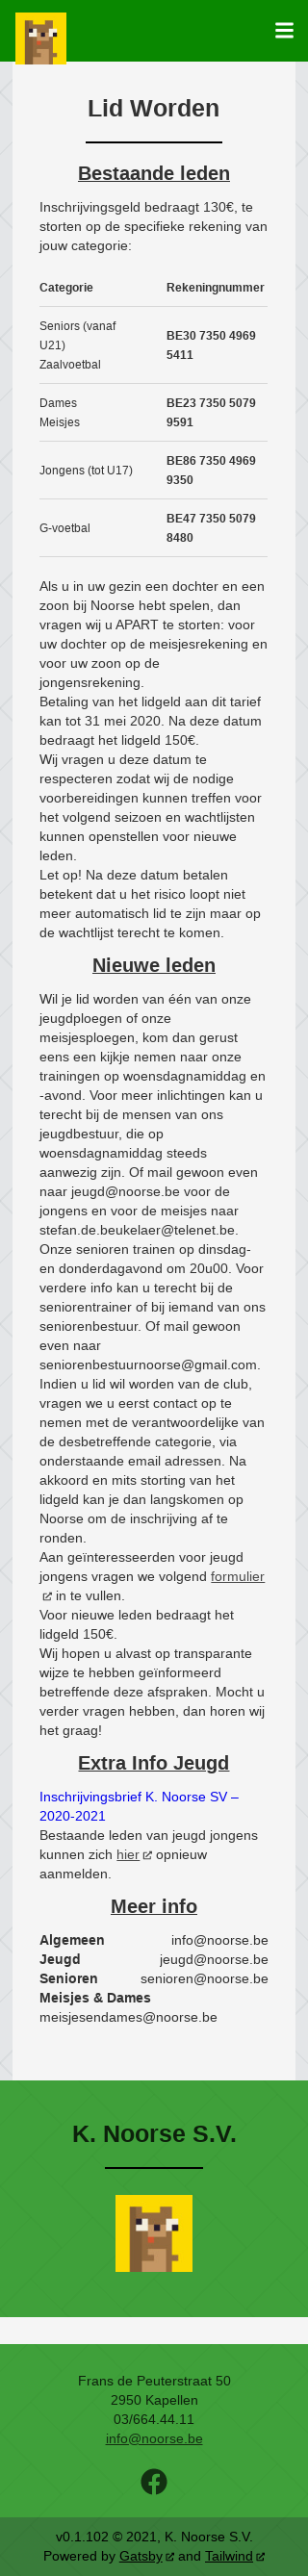 Lid Worden
Bestaande leden
Inschrijvingsgeld bedraagt 130€, te
storten op de specifieke rekening van
jouw categorie:
Categorie Rekeningnummer
Seniors (vanaf
U21)
Zaalvoetbal
BE30 7350 4969
5411
Dames
Meisjes
BE23 7350 5079
9591
Jongens (tot U17)
BE86 7350 4969
9350
G-voetbal
BE47 7350 5079
8480
Als u in uw gezin een dochter en een
zoon bij Noorse hebt spelen, dan
vragen wij u APART te storten: voor
uw dochter op de meisjesrekening en
voor uw zoon op de
jongensrekening.
Betaling van het lidgeld aan dit tarief
kan tot 31 mei 2020. Na deze datum
bedraagt het lidgeld 150€.
Wij vragen u deze datum te
respecteren zodat wij de nodige
voorbereidingen kunnen treffen voor
het volgend seizoen en wachtlijsten
kunnen openstellen voor nieuwe
leden.
Let op! Na deze datum betalen
betekent dat u het risico loopt niet
meer automatisch lid te zijn maar op
de wachtlijst terecht te komen.
Nieuwe leden
Wil je lid worden van één van onze
jeugdploegen of onze
meisjesploegen, kom dan gerust
eens een kijkje nemen naar onze
trainingen op woensdagnamiddag en
-avond. Voor meer inlichtingen kan u
terecht bij de mensen van ons
jeugdbestuur, die op
woensdagnamiddag steeds
aanwezig zijn. Of mail gewoon even
naar jeugd@noorse.be voor de
jongens en voor de meisjes naar
stefan.de.beukelaer@telenet.be.
Onze senioren trainen op dinsdag-
en donderdagavond om 20u00. Voor
verdere info kan u terecht bij de
seniorentrainer of bij iemand van ons
seniorenbestuur. Of mail gewoon
even naar
seniorenbestuurnoorse@gmail.com.
Indien u lid wil worden van de club,
vragen we u eerst contact op te
nemen met de verantwoordelijke van
de desbetreffende categorie, via
onderstaande email adressen. Na
akkoord en mits storting van het
lidgeld kan je dan langskomen op
Noorse om de inschrijving af te
ronden.
Aan geïnteresseerden voor jeugd
jongens vragen we volgend formulier
in te vullen.
Voor nieuwe leden bedraagt het
lidgeld 150€.
Wij hopen u alvast op transparante
wijze te hebben geïnformeerd
betreffende deze afspraken. Mocht u
verder vragen hebben, dan horen wij
het graag!
Extra Info Jeugd
Inschrijvingsbrief K. Noorse SV –
2020-2021
Bestaande leden van jeugd jongens
kunnen zich hier opnieuw
aanmelden.
Meer info
Algemeen info@noorse.be
Jeugd jeugd@noorse.be
Senioren senioren@noorse.be
Meisjes & Dames
meisjesendames@noorse.be
K. Noorse S.V.
Frans de Peuterstraat 50
2950 Kapellen
03/664.44.11
info@noorse.be
v0.1.102 © 2021, K. Noorse S.V.
Powered by Gatsby and Tailwind